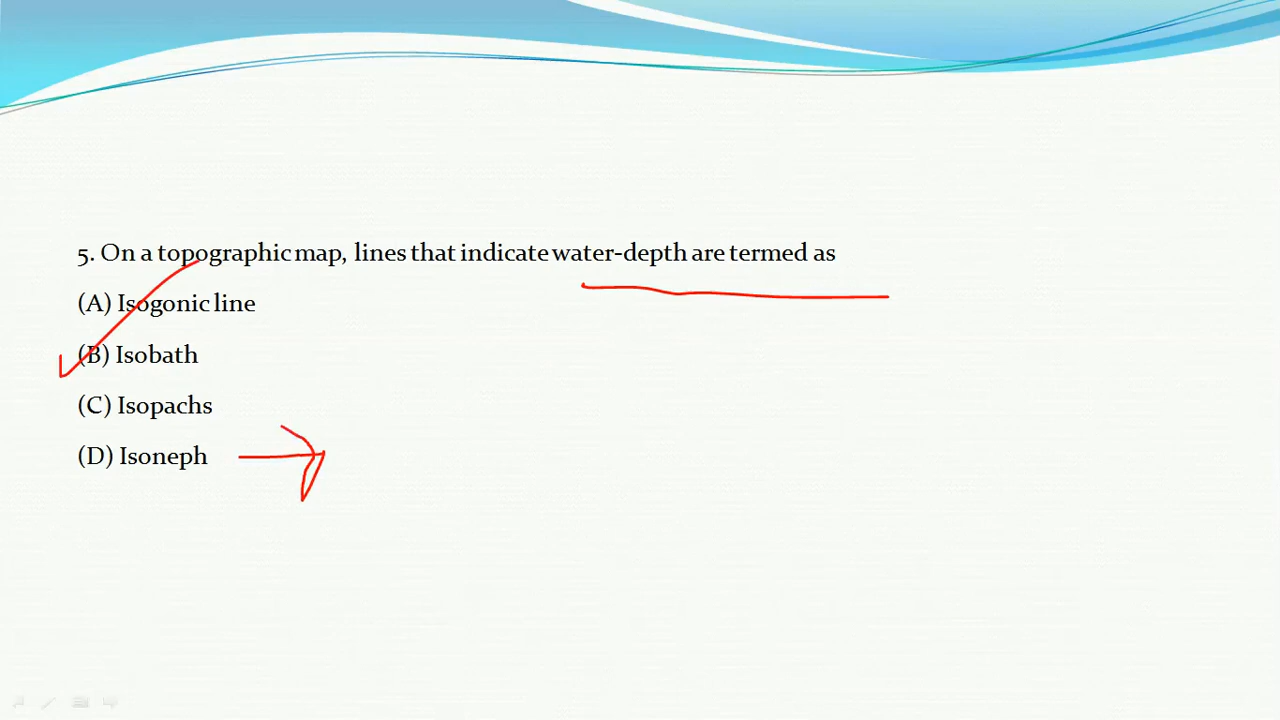 5. On a topographic map, lines that indicate water-depth are termed as
(A) Isogonic line
(B) Isobath
(C) Isopachs
(D) Isoneph